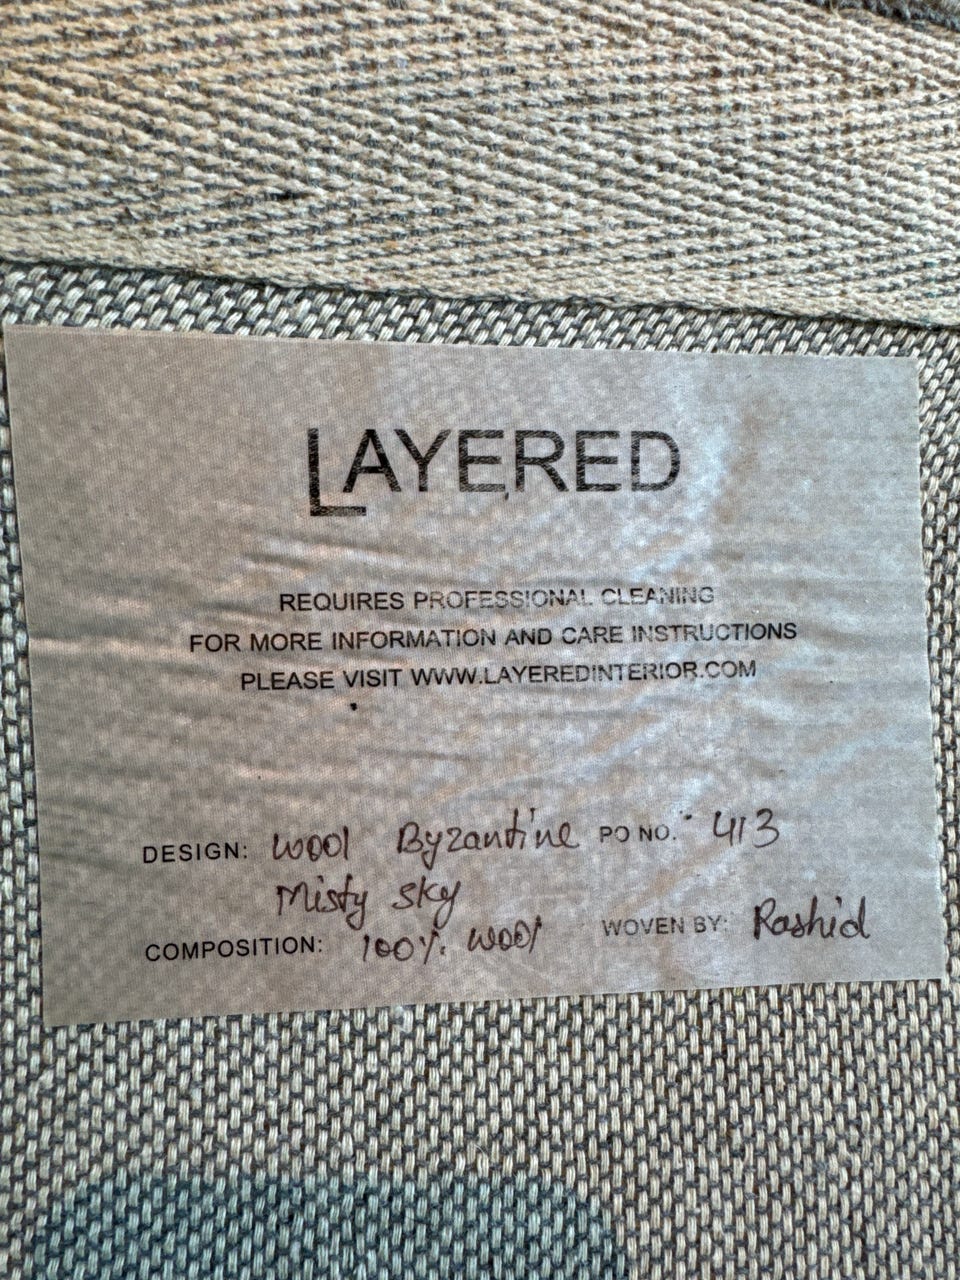 LAYERED
REQUIRES PROFESSIONAL CLEANING
FOR MORE INFORMATION AND CARE INSTRUCTIONS
PLEASE VISIT WWW.LAYEREDINTERIOR.COM
DESIGN: Wool Byzantine PO NO. 413
Misty Sky
COMPOSITION: 100% wool WOVEN BY: Rashid